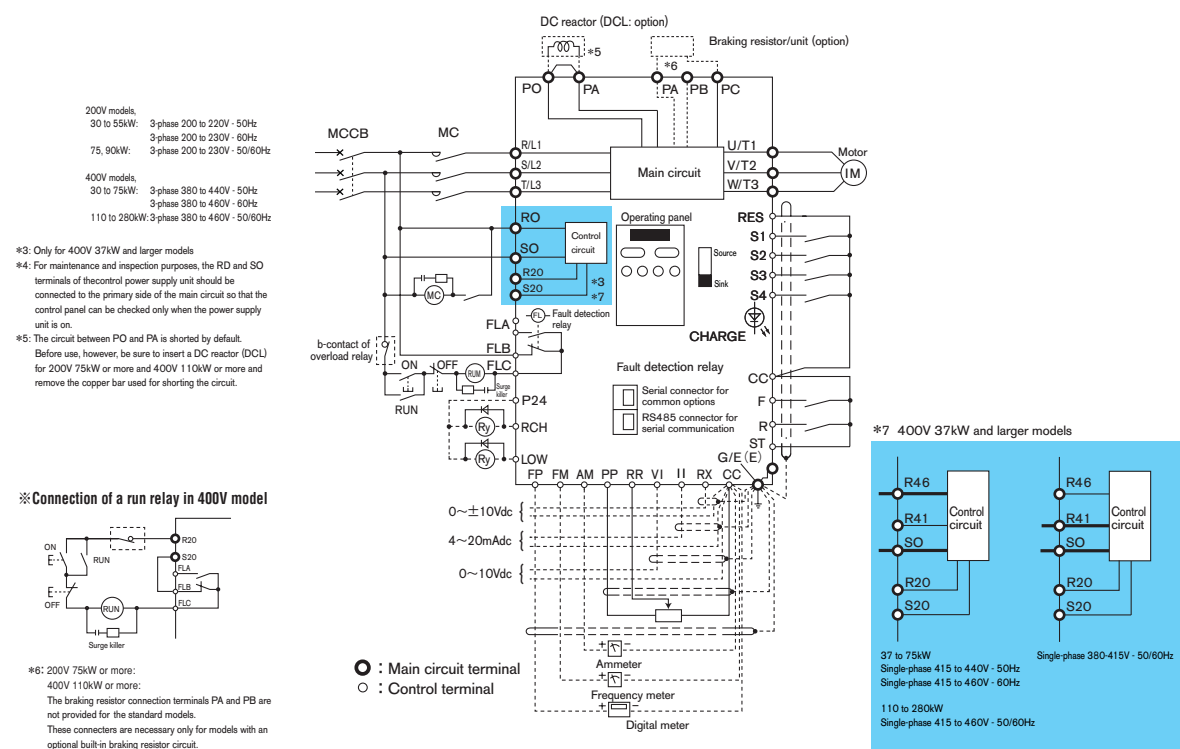 DC reactor (DCL: option)
*5
Braking resistor/unit (option)
*6
PO
PA
PA
PB
PC
200V models,
30 to 55kW: 3-phase 200 to 220V - 50Hz
3-phase 200 to 230V - 60Hz
75, 90kW: 3-phase 200 to 230V - 50/60Hz
400V models,
30 to 75kW: 3-phase 380 to 440V - 50Hz
3-phase 380 to 460V - 60Hz
110 to 280kW: 3-phase 380 to 460V - 50/60Hz
*3: Only for 400V 37kW and larger models
*4: For maintenance and inspection purposes, the RD and SO
terminals of thecontrol power supply unit should be
connected to the primary side of the main circuit so that the
control panel can be checked only when the power supply
unit is on.
*5: The circuit between PO and PA is shorted by default.
Before use, however, be sure to insert a DC reactor (DCL)
for 200V 75kW or more and 400V 110kW or more and
remove the copper bar used for shorting the circuit.
MCCB
MC
R/L1
S/L2
T/L3
Main circuit
U/T1
V/T2
W/T3
Motor
IM
RO
SO
R20
S20
Control
circuit
*3
*7
Operating panel
Source
Sink
RES
S1
S2
S3
S4
CHARGE
MC
FL
Fault detection
relay
FLA
FLB
FLC
b-contact of
overload relay
ON
OFF
RUM
Surge
killer
RUN
Fault detection relay
Serial connector for
common options
RS485 connector for
serial communication
CC
F
R
ST
G/E (E)
P24
RCH
LOW
Ry
Ry
FP
FM
AM
PP
RR
VI
II
RX
CC
0~±10Vdc
4~20mAdc
0~10Vdc
+
−
Ammeter
+
−
Frequency meter
+
−
Digital meter
: Main circuit terminal
: Control terminal
※Connection of a run relay in 400V model
ON
E
RUN
E
OFF
RUN
Surge killer
R20
S20
FLA
FLB
FLC
*6: 200V 75kW or more:
400V 110kW or more:
The braking resistor connection terminals PA and PB are
not provided for the standard models.
These connecters are necessary only for models with an
optional built-in braking resistor circuit.
*7 400V 37kW and larger models
R46
R41
SO
R20
S20
Control
circuit
R46
R41
SO
R20
S20
Control
circuit
37 to 75kW
Single-phase 415 to 440V - 50Hz
Single-phase 415 to 460V - 60Hz
110 to 280kW
Single-phase 415 to 460V - 50/60Hz
Single-phase 380-415V - 50/60Hz